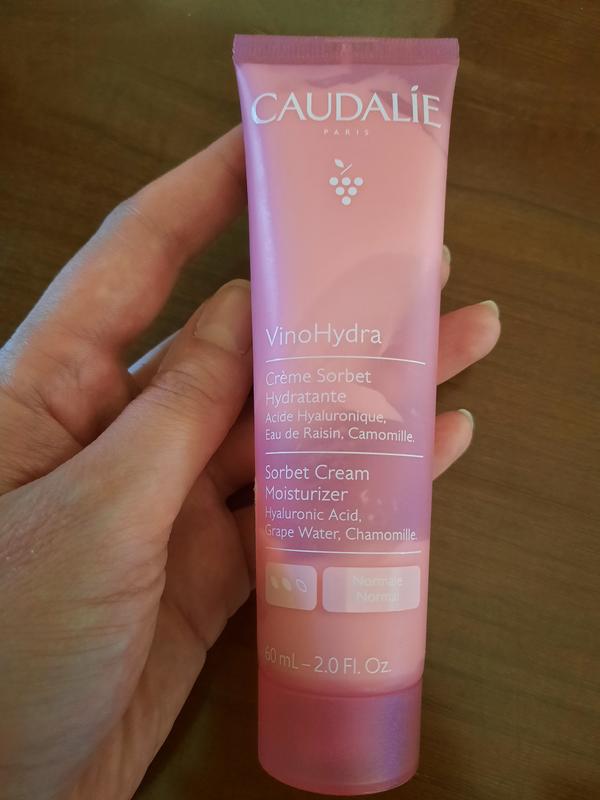 CAUDALÍE
PARIS
VinoHydra
Crème Sorbet
Hydratante
Acide Hyaluronique,
Eau de Raisin, Camomille.
Sorbet Cream
Moisturizer
Hyaluronic Acid,
Grape Water, Chamomille.
Normale
Normal
60 mL – 2.0 Fl. Oz.